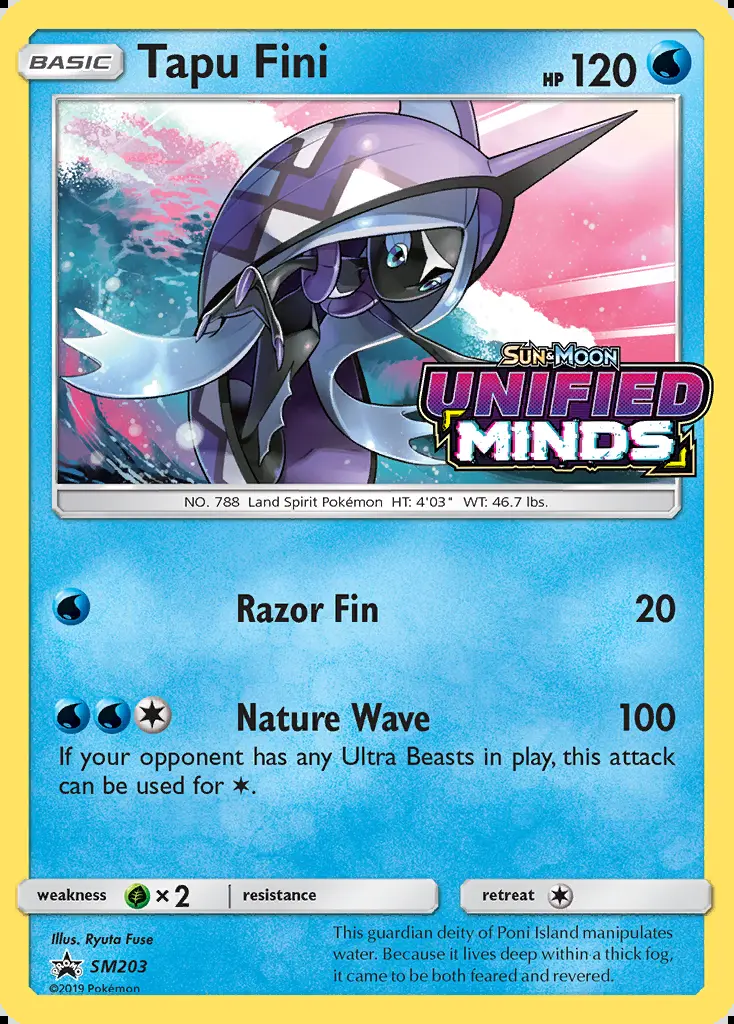 BASIC Tapu Fini HP 120
SUN & MOON
UNIFIED
MINDS
NO. 788 Land Spirit Pokémon HT: 4'03" WT: 46.7 lbs.
Razor Fin 20
Nature Wave 100
If your opponent has any Ultra Beasts in play, this attack
can be used for .
weakness ×2 resistance retreat
Illus. Ryuta Fuse
This guardian deity of Poni Island manipulates
water. Because it lives deep within a thick fog,
it came to be both feared and revered.
PROMO SM203
©2019 Pokémon